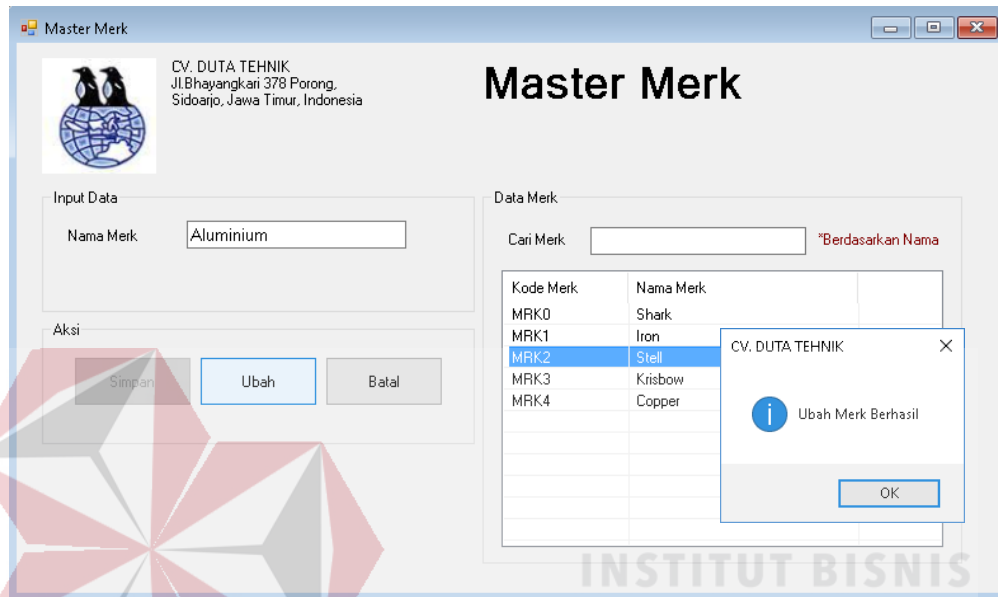 Master Merk
CV. DUTA TEHNIK
Jl.Bhayangkari 378 Porong,
Sidoarjo, Jawa Timur, Indonesia
Master Merk
Input Data
Nama Merk Aluminium
Aksi
Simpan Ubah Batal
Data Merk
Cari Merk *Berdasarkan Nama
Kode Merk Nama Merk
MRK0 Shark
MRK1 Iron
MRK2 Stell
MRK3 Krisbow
MRK4 Copper
CV. DUTA TEHNIK
Ubah Merk Berhasil
OK
INSTITUT BISNIS